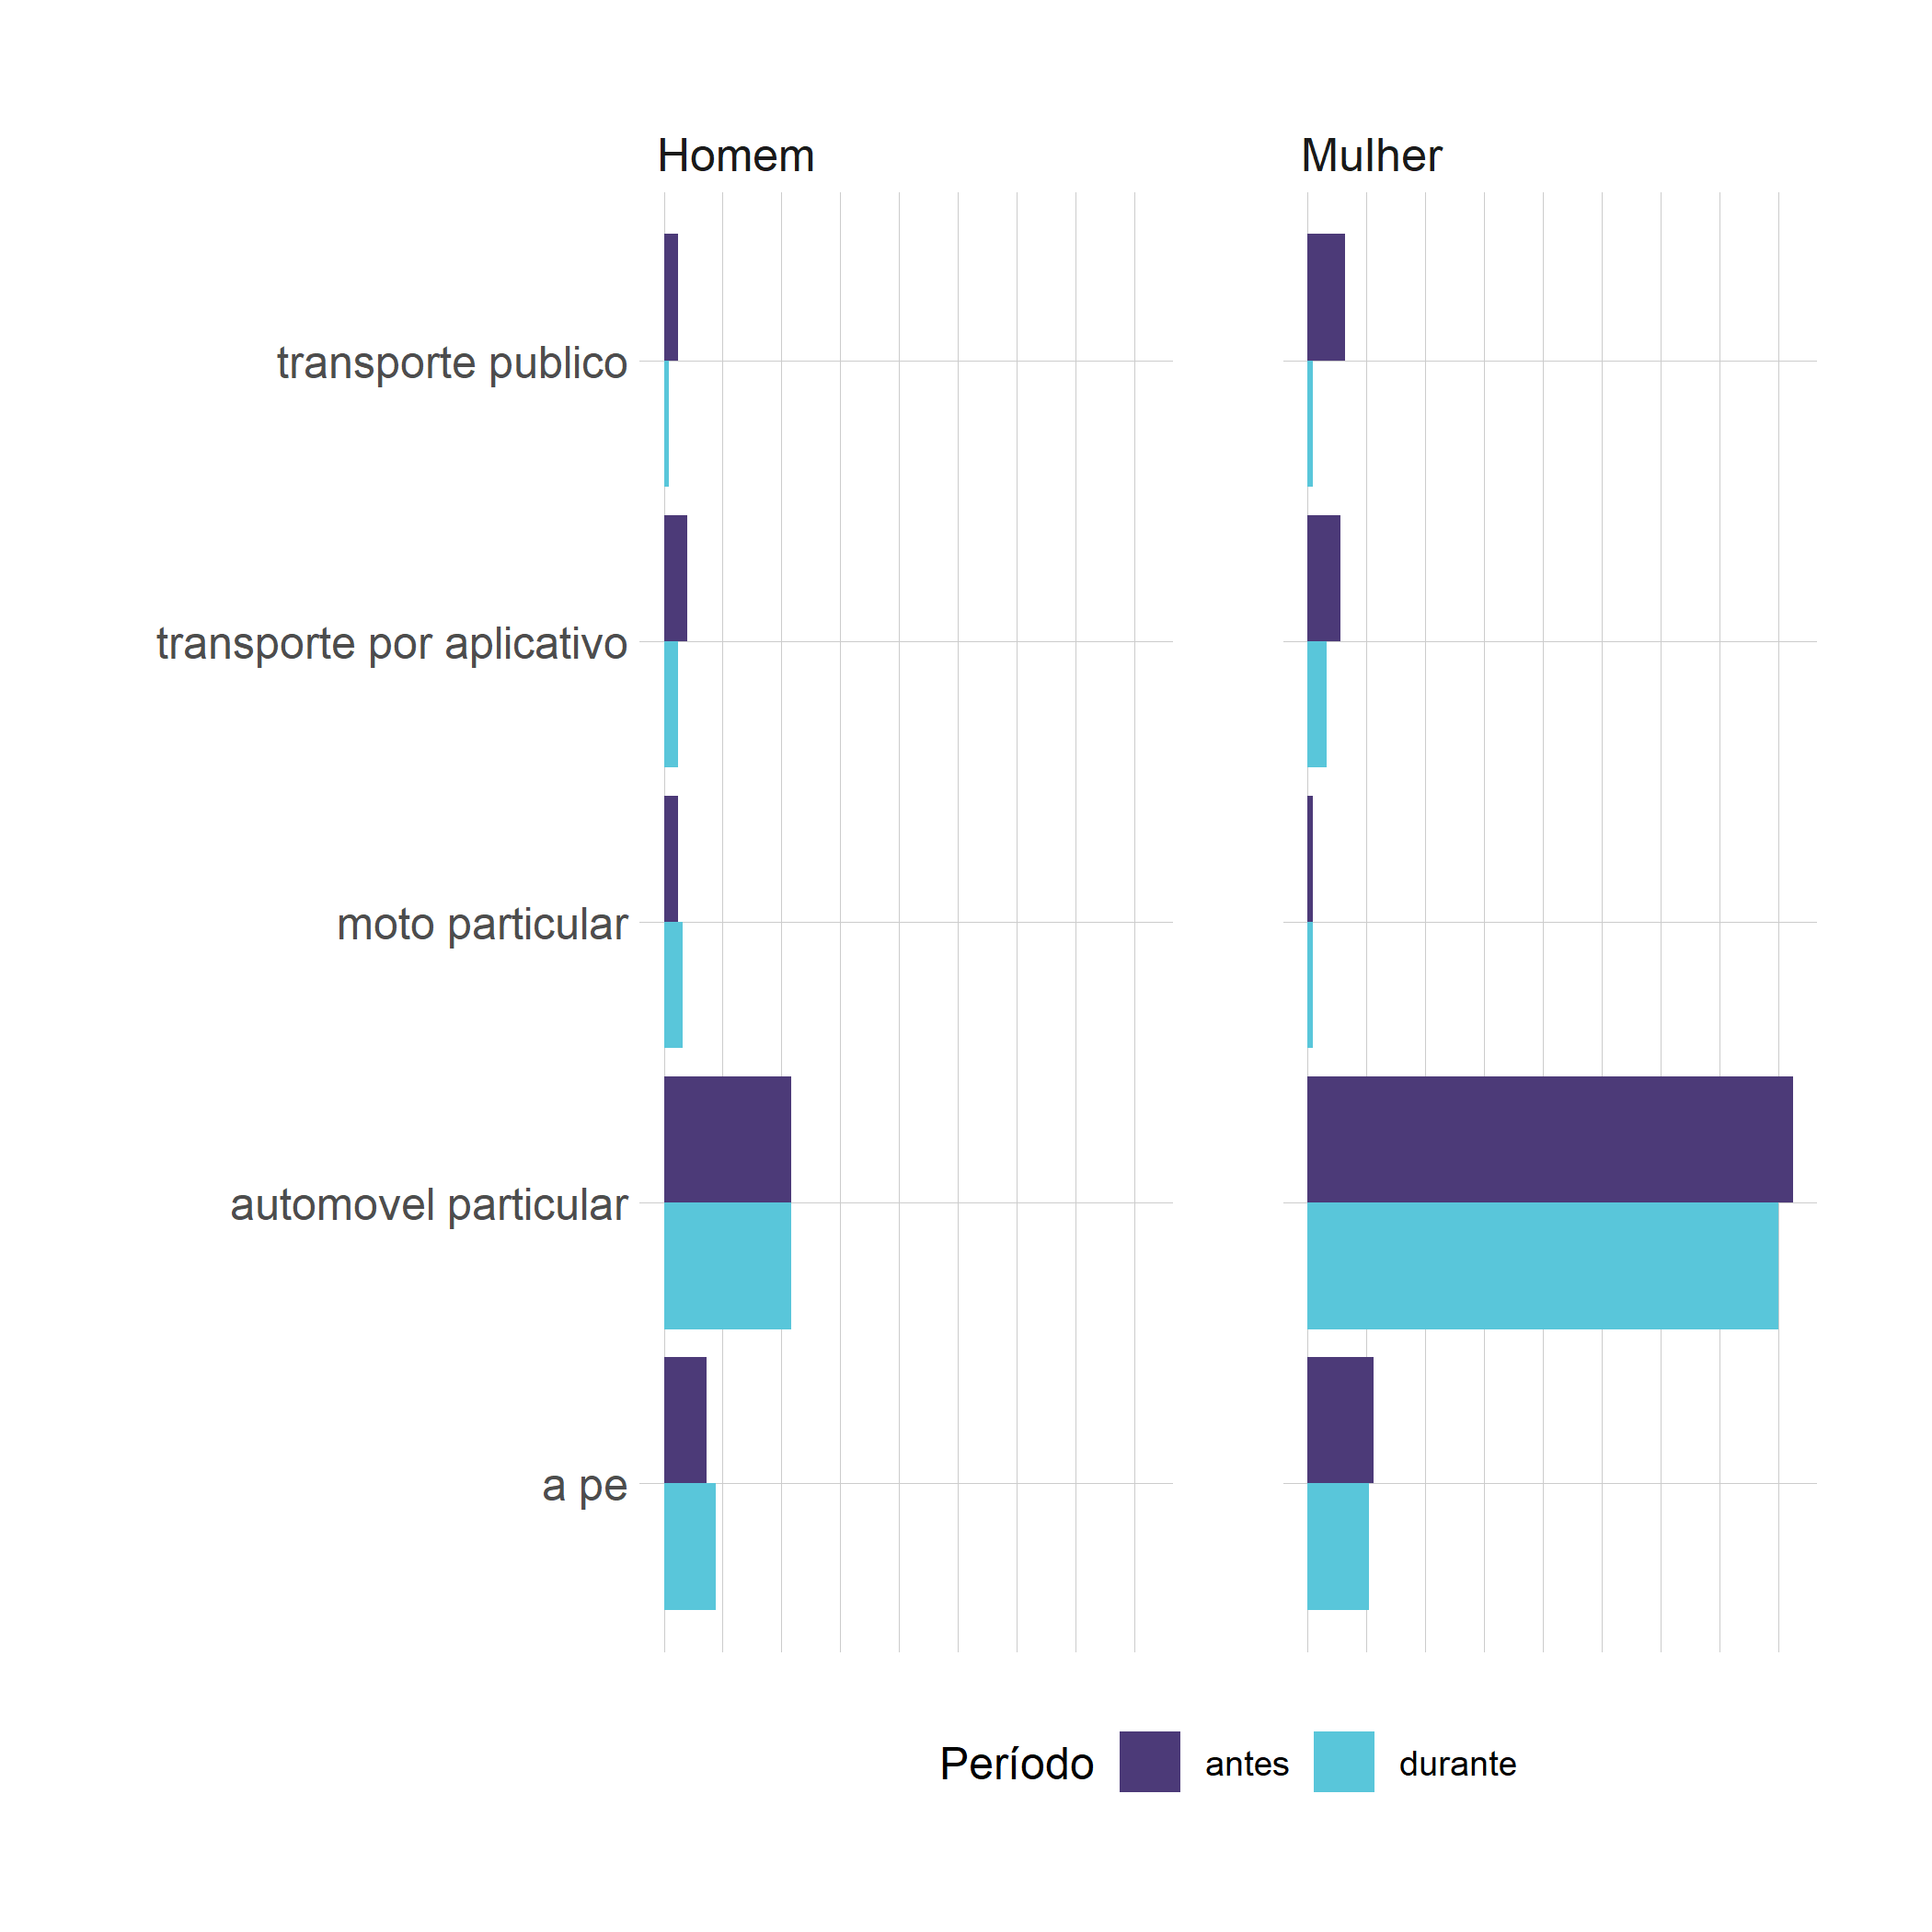 Homem
Mulher
transporte publico
transporte por aplicativo
moto particular
automovel particular
a pe
Período antes durante